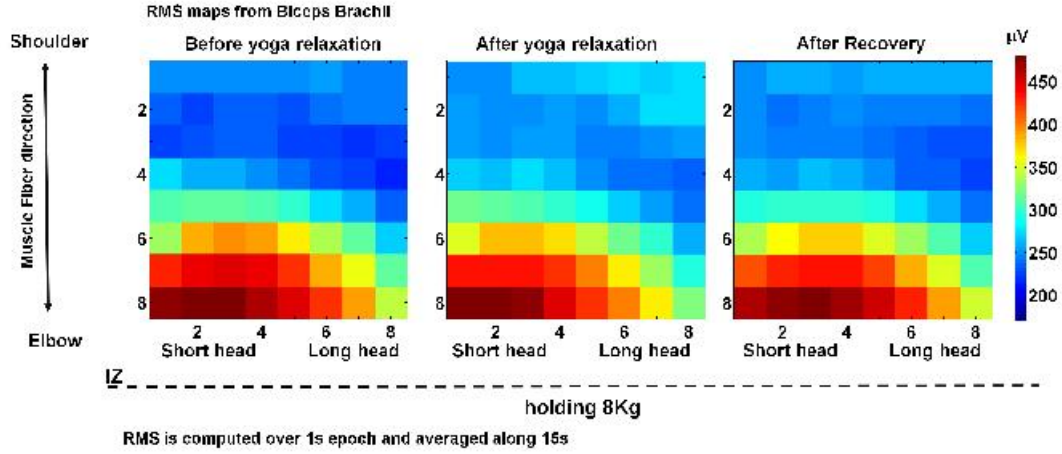 RMS maps from Biceps Brachii
Shoulder
Before yoga relaxation
After yoga relaxation
After Recovery
µV
Muscle Fiber direction
2
4
6
8
2
4
6
8
2
4
6
8
450
400
350
300
250
200
Elbow
2 4 6 8
2 4 6 8
2 4 6 8
Short head Long head
Short head Long head
Short head Long head
IZ
holding 8Kg
RMS is computed over 1s epoch and averaged along 15s